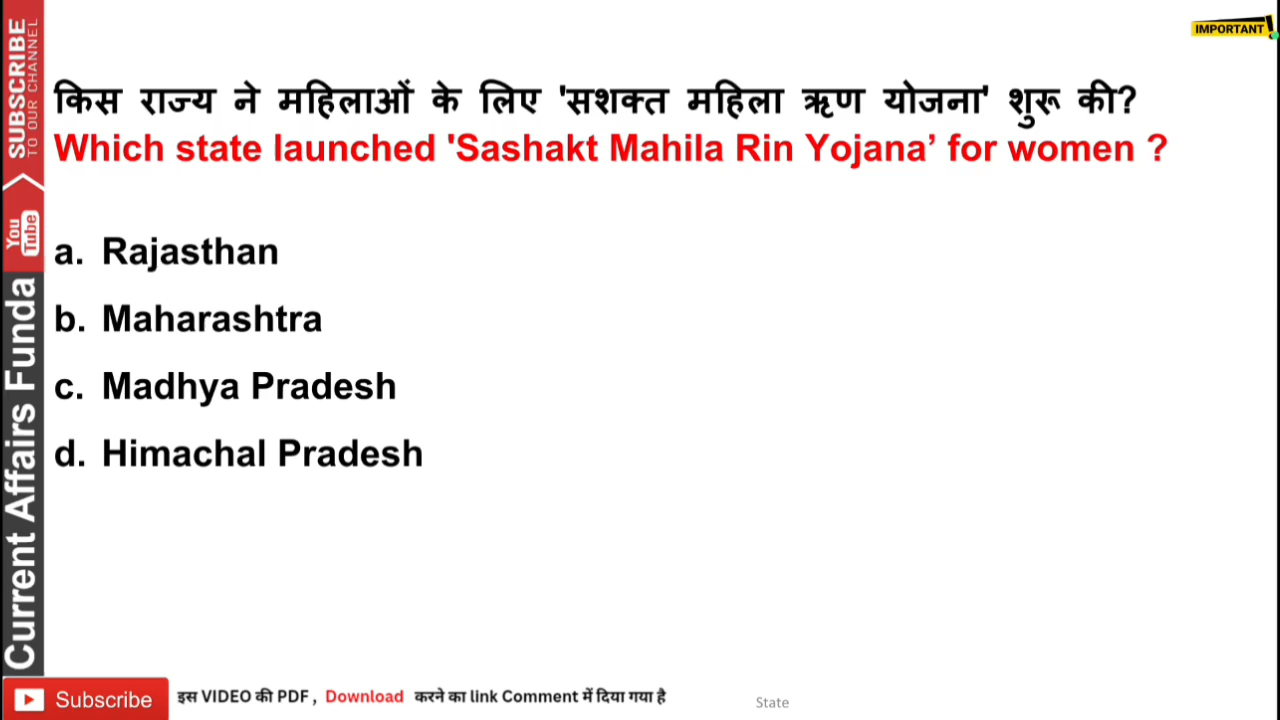 IMPORTANT
किस राज्य ने महिलाओं के लिए 'सशक्त महिला ऋण योजना' शुरू की?
Which state launched 'Sashakt Mahila Rin Yojana’ for women ?
a. Rajasthan
b. Maharashtra
c. Madhya Pradesh
d. Himachal Pradesh
SUBSCRIBE
TO OUR CHANNEL
You
Tube
Current Affairs Funda
Subscribe
इस VIDEO की PDF , Download करने का link Comment में दिया गया है
State